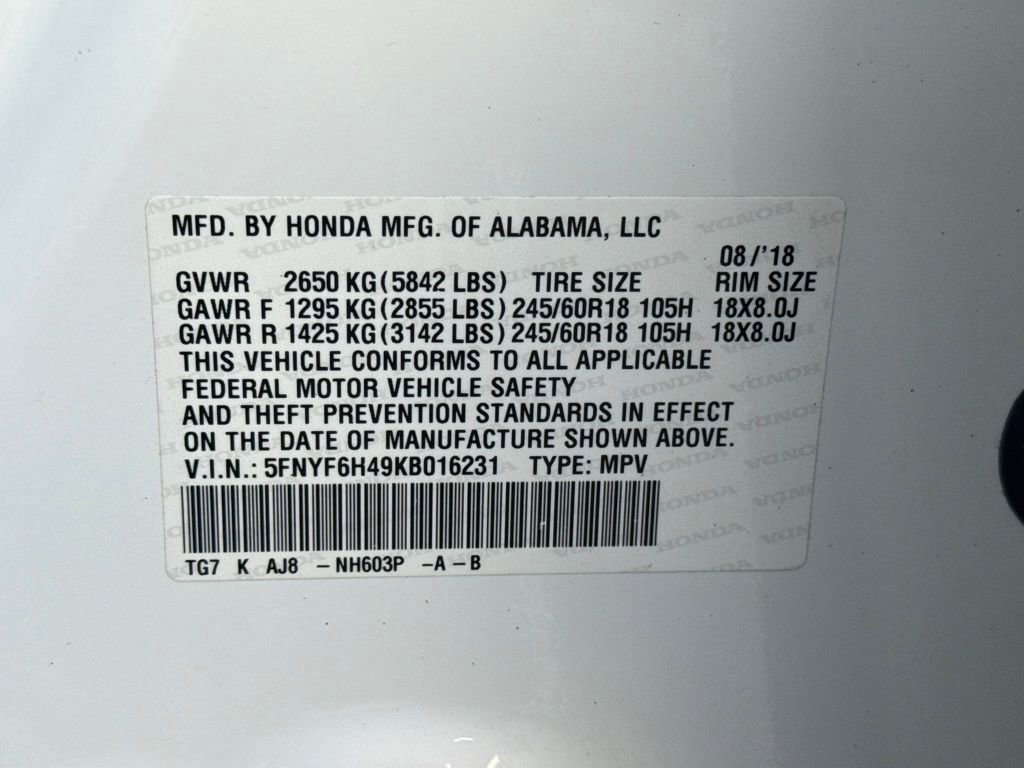 MFD. BY HONDA MFG. OF ALABAMA, LLC
08/'18
GVWR 2650 KG(5842 LBS) TIRE SIZE RIM SIZE
GAWR F 1295 KG(2855 LBS) 245/60R18 105H 18X8.0J
GAWR R 1425 KG(3142 LBS) 245/60R18 105H 18X8.0J
THIS VEHICLE CONFORMS TO ALL APPLICABLE
FEDERAL MOTOR VEHICLE SAFETY
AND THEFT PREVENTION STANDARDS IN EFFECT
ON THE DATE OF MANUFACTURE SHOWN ABOVE.
V.I.N.: 5FNYF6H49KB016231 TYPE: MPV
TG7 K AJ8 -NH603P -A-B